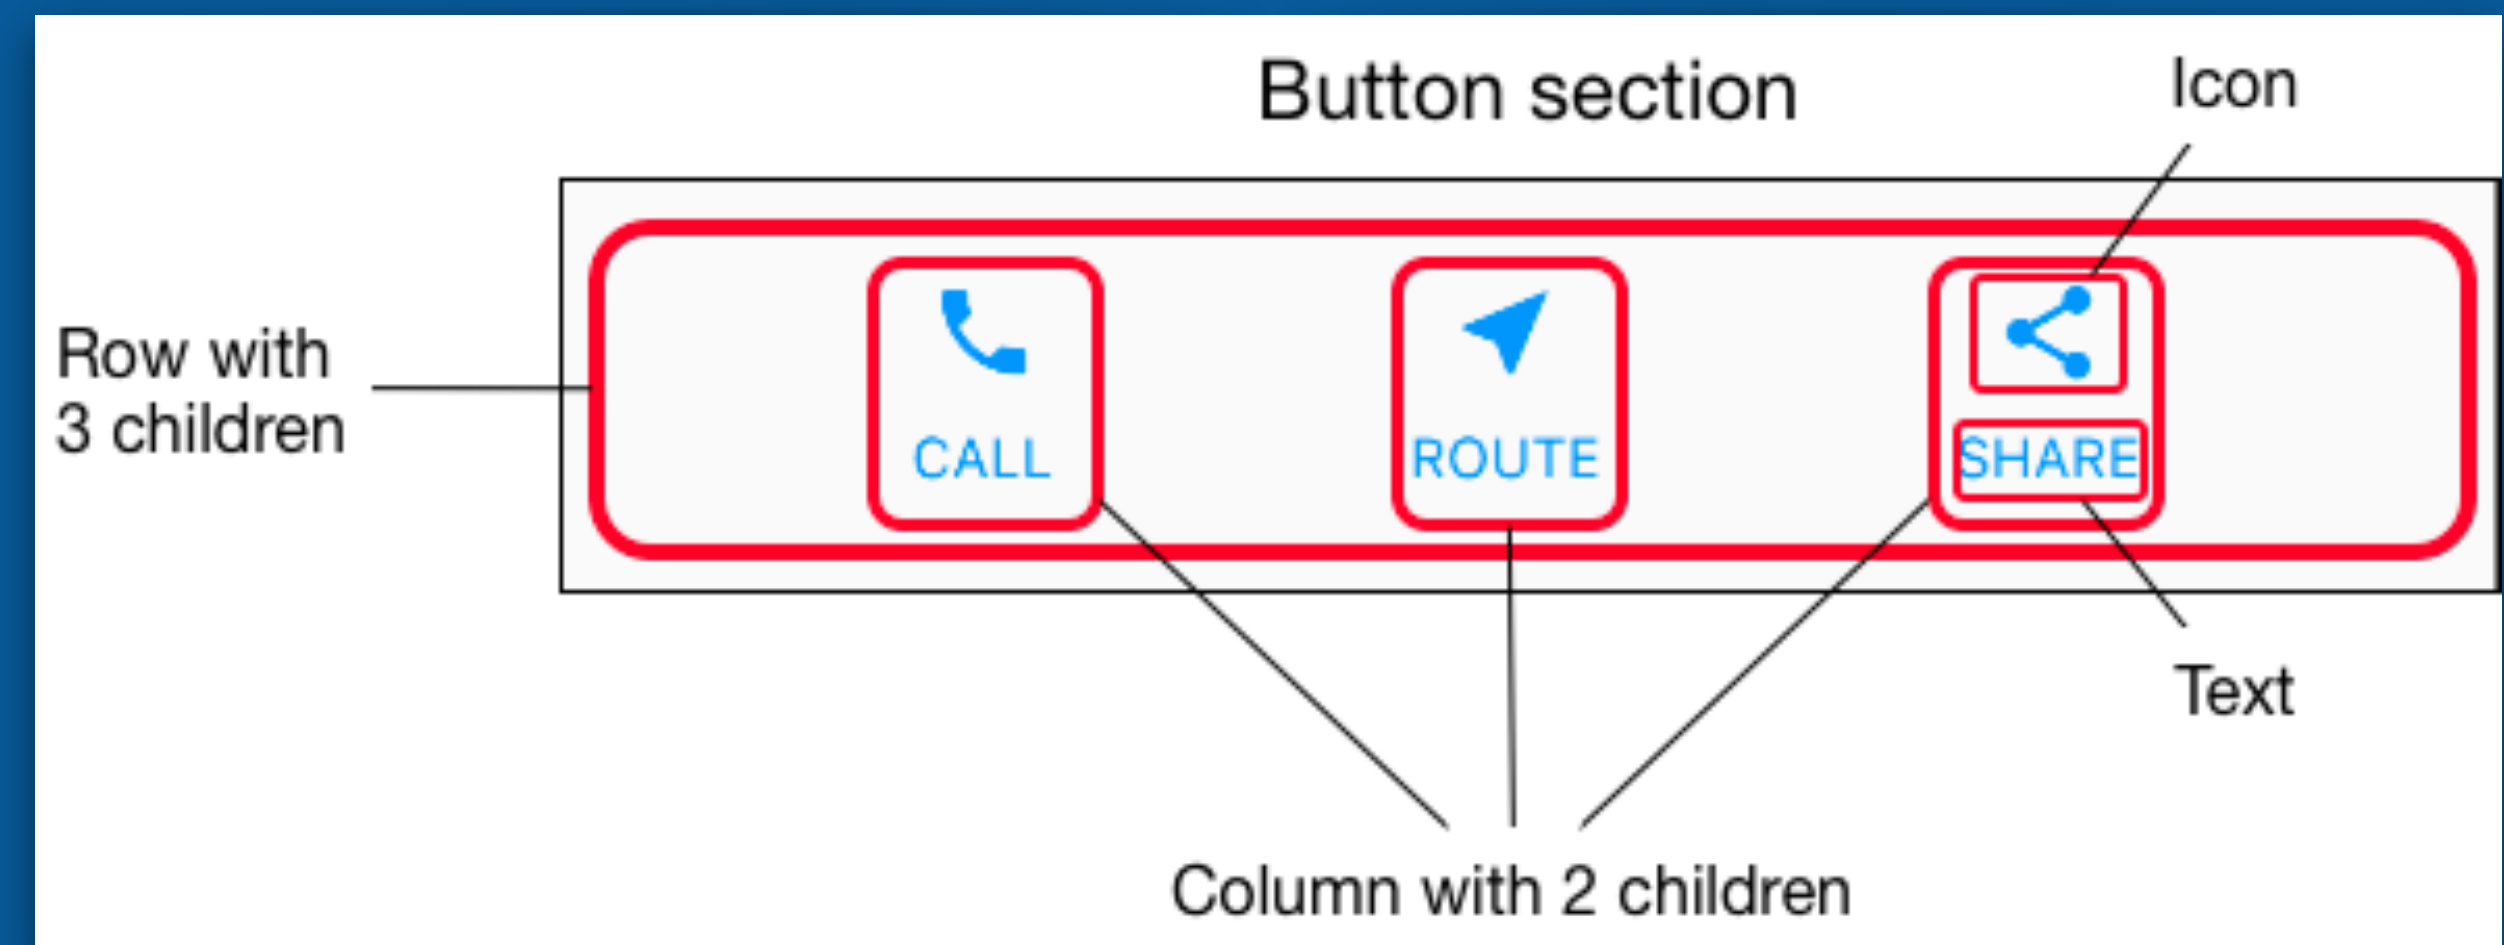 Button section
Icon
Row with
3 children
CALL
ROUTE
SHARE
Text
Column with 2 children